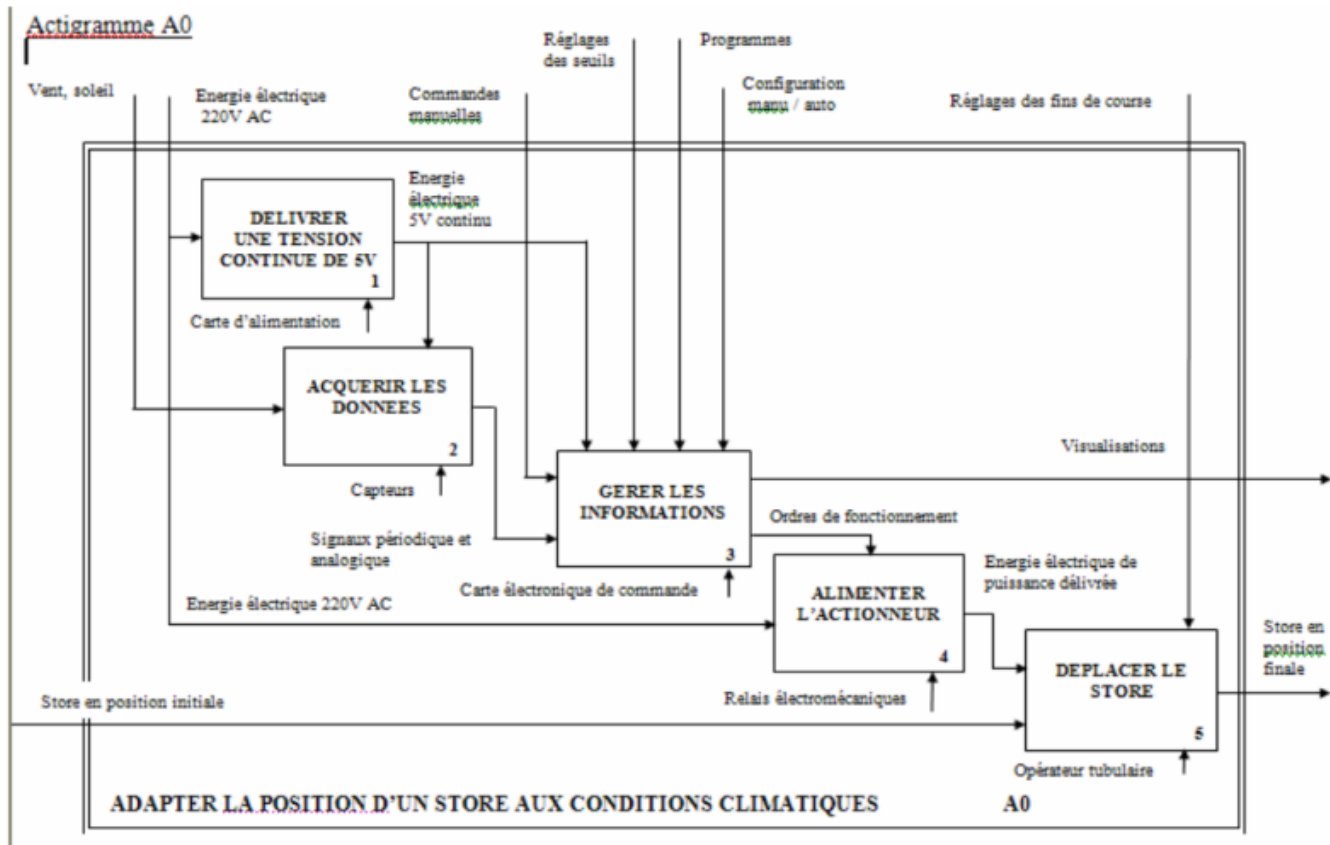 Actigramme A0
Réglages
des seuils
Programmes
Vent, soleil
Energie électrique
220V AC
Commandes
manuelles
Configuration
manu / auto
Réglages des fins de course
Energie
électrique
5V continu
DELIVRER
UNE TENSION
CONTINUE DE 5V
1
Carte d'alimentation
ACQUERIR LES
DONNEES
2
Capteurs
Visualisations
GERER LES
INFORMATIONS
3
Ordres de fonctionnement
Signaux périodique et
analogique
Carte électronique de commande
Energie électrique de
puissance délivrée
Energie électrique 220V AC
ALIMENTER
L'ACTIONNEUR
4
Relais électromécaniques
Store en
position
finale
DEPLACER LE
STORE
5
Store en position initiale
Opérateur tubulaire
ADAPTER LA POSITION D'UN STORE AUX CONDITIONS CLIMATIQUES A0